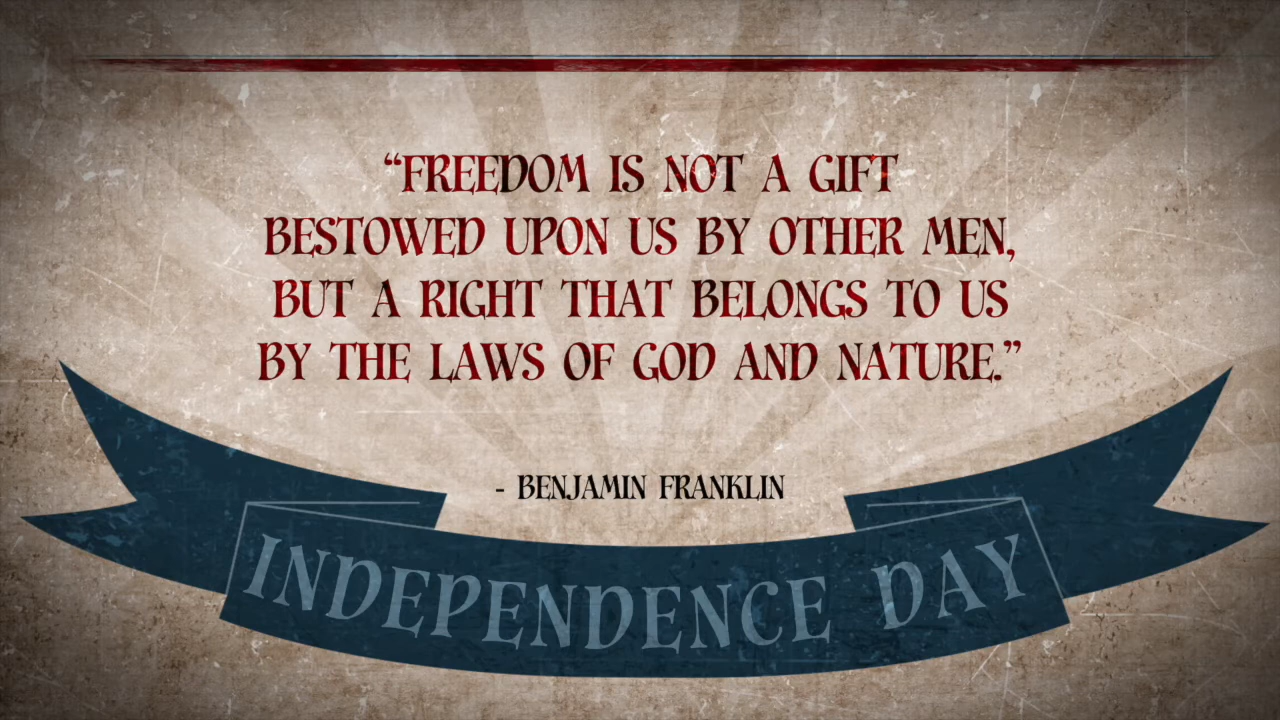 “FREEDOM IS NOT A GIFT
BESTOWED UPON US BY OTHER MEN,
BUT A RIGHT THAT BELONGS TO US
BY THE LAWS OF GOD AND NATURE.”
- BENJAMIN FRANKLIN
INDEPENDENCE DAY